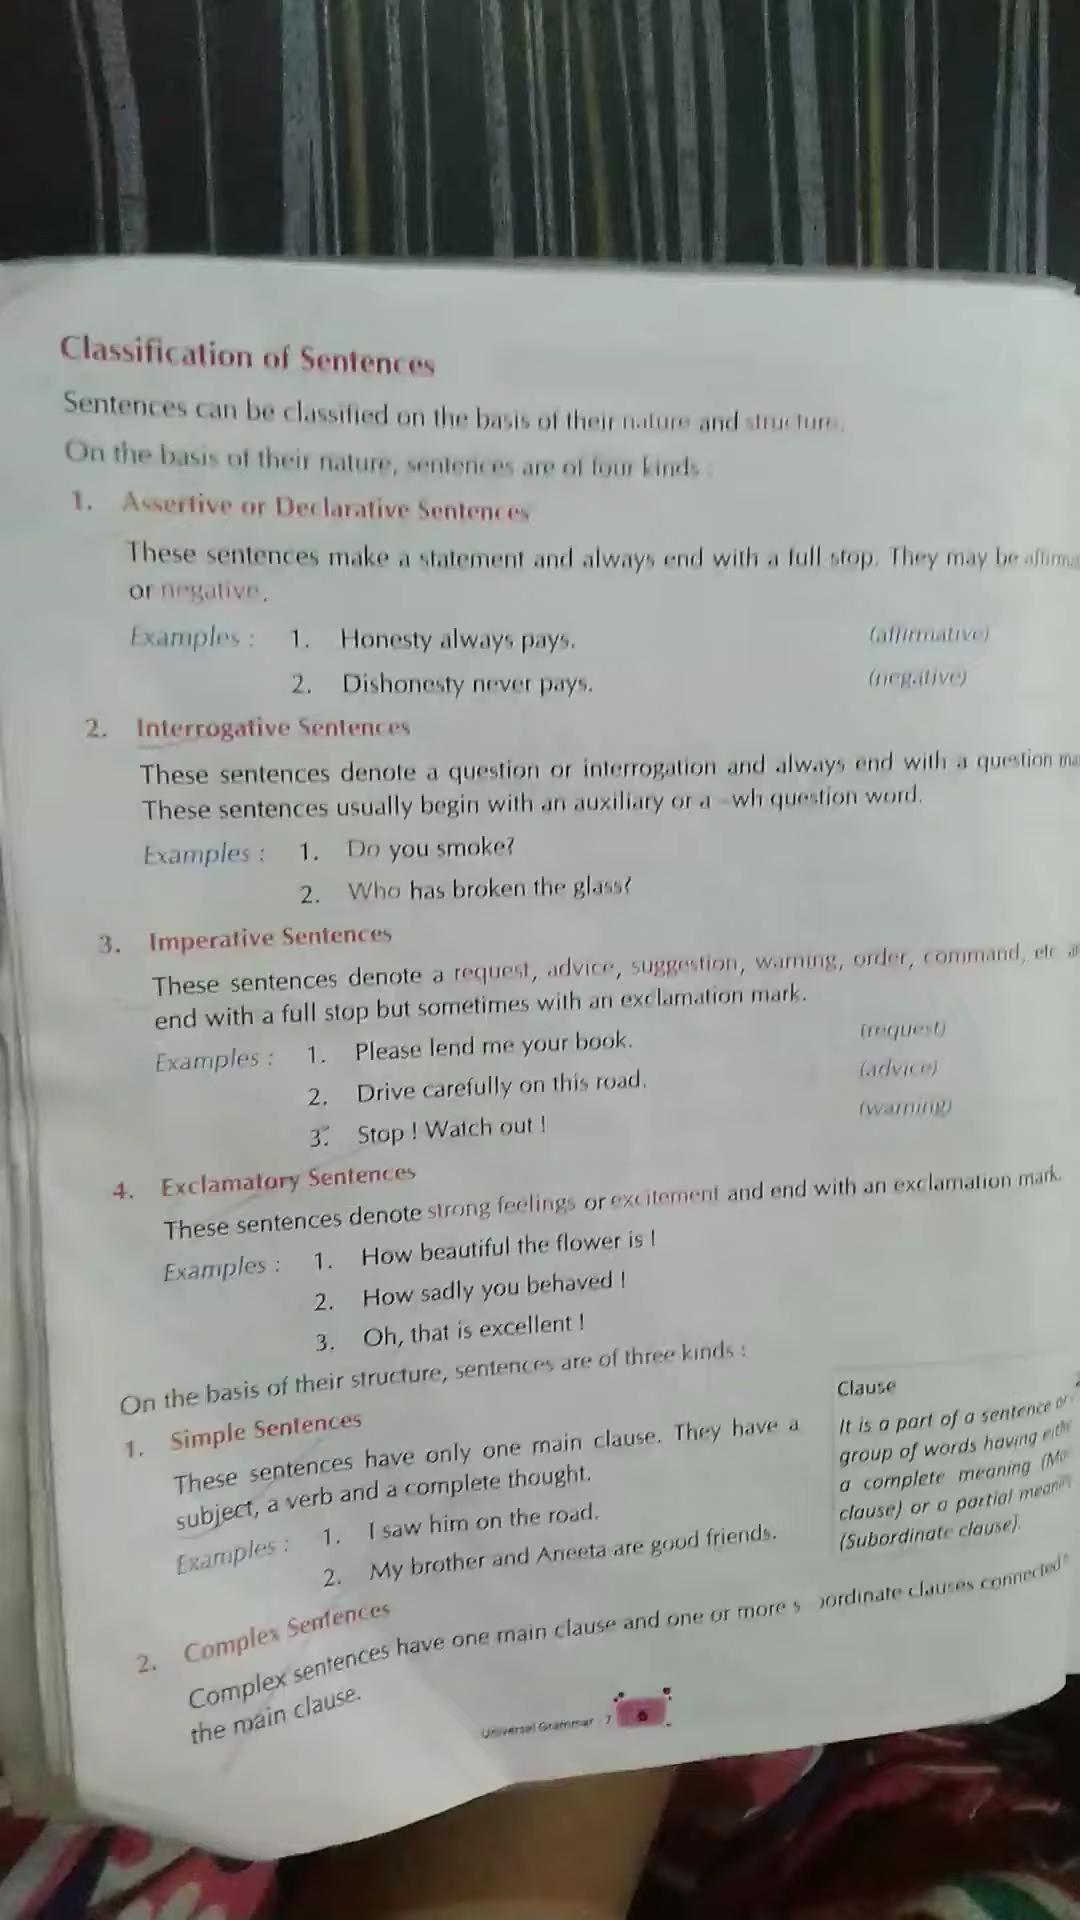 Classification of Sentences
Sentences can be classified on the basis of their nature and structure.
On the basis of their nature, sentences are of four kinds :
1. Assertive or Declarative Sentences
These sentences make a statement and always end with a full stop. They may be
or negative.
Examples : 1. Honesty always pays. (affirmative)
2. Dishonesty never pays. (negative)
2. Interrogative Sentences
These sentences denote a question or interrogation and always end with a question
These sentences usually begin with an auxiliary or a -wh question word.
Examples : 1. Do you smoke?
2. Who has broken the glass?
3. Imperative Sentences
These sentences denote a request, advice, suggestion, warning, order, command, etc
end with a full stop but sometimes with an exclamation mark.
Examples : 1. Please lend me your book. (request)
2. Drive carefully on this road. (advice)
3. Stop ! Watch out ! (warning)
4. Exclamatory Sentences
These sentences denote strong feelings or excitement and end with an exclamation mark.
Examples : 1. How beautiful the flower is !
2. How sadly you behaved !
3. Oh, that is excellent !
On the basis of their structure, sentences are of three kinds :
1. Simple Sentences
These sentences have only one main clause. They have a
subject, a verb and a complete thought.
Examples : 1. I saw him on the road.
2. My brother and Aneeta are good friends.
Clause
It is a part of a sentence or
group of words having
a complete meaning
clause) or a partial
(Subordinate clause).
2. Complex Sentences
Complex sentences have one main clause and one or more clauses connected
the main clause.
Universal Grammar - 7 6